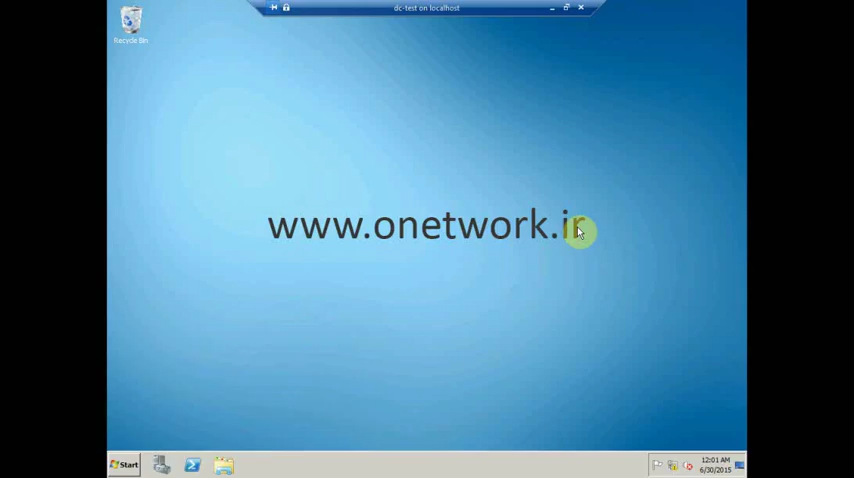 dc-test on localhost
Recycle Bin
www.onetwork.ir
Start
12:01 AM
6/30/2015